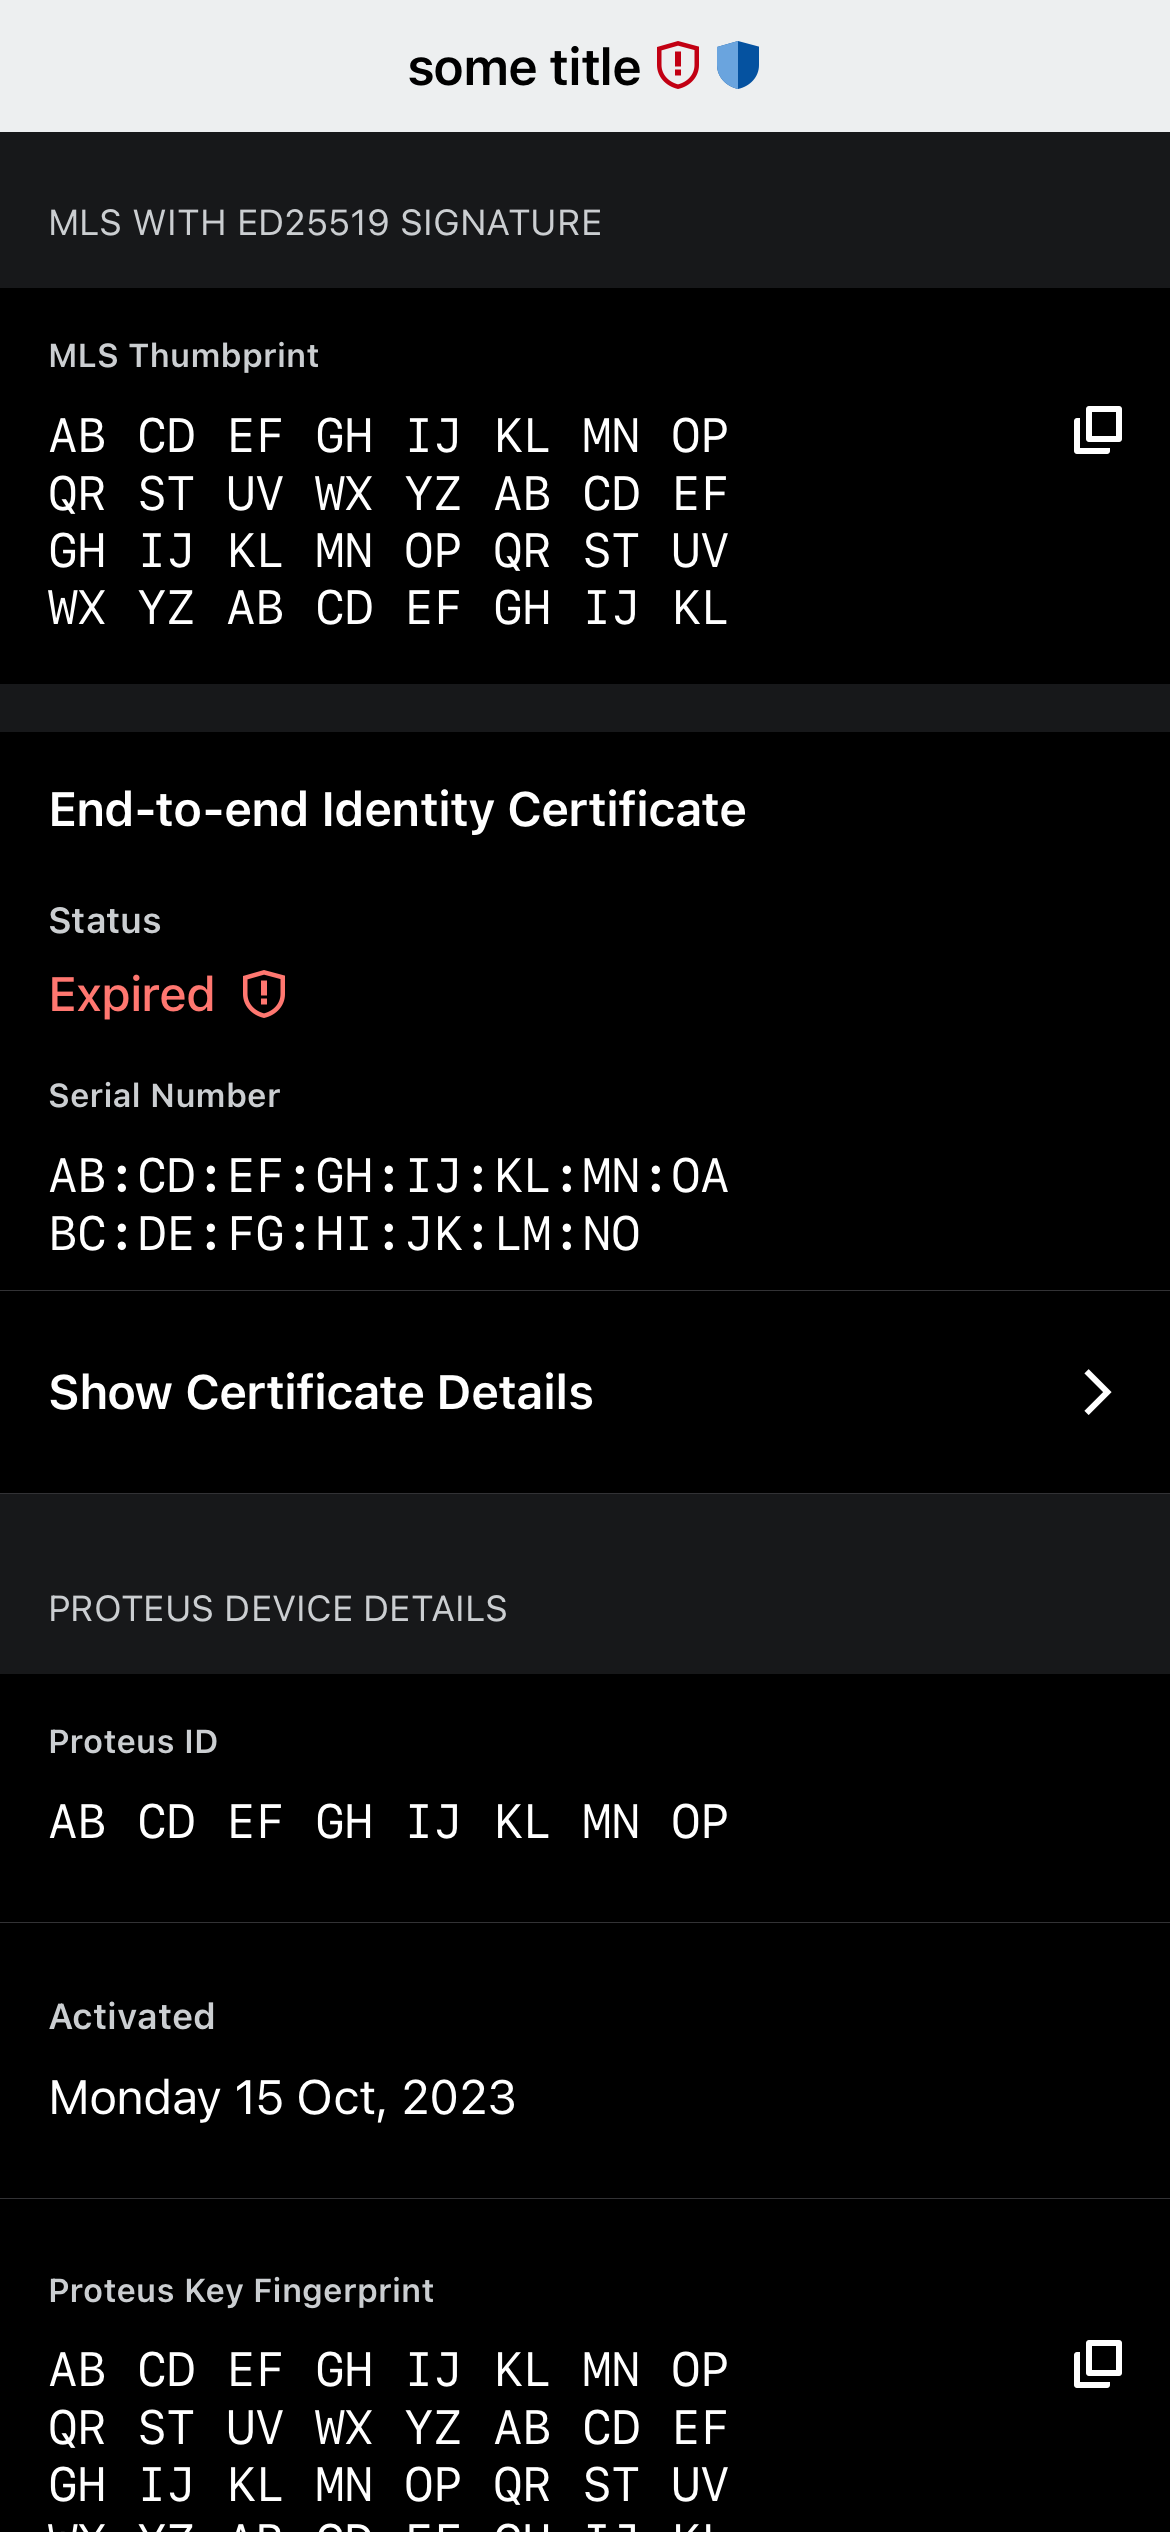 some title
MLS WITH ED25519 SIGNATURE
MLS Thumbprint
AB CD EF GH IJ KL MN OP
QR ST UV WX YZ AB CD EF
GH IJ KL MN OP QR ST UV
WX YZ AB CD EF GH IJ KL
End-to-end Identity Certificate
Status
Expired
Serial Number
AB:CD:EF:GH:IJ:KL:MN:OA
BC:DE:FG:HI:JK:LM:NO
Show Certificate Details
PROTEUS DEVICE DETAILS
Proteus ID
AB CD EF GH IJ KL MN OP
Activated
Monday 15 Oct, 2023
Proteus Key Fingerprint
AB CD EF GH IJ KL MN OP
QR ST UV WX YZ AB CD EF
GH IJ KL MN OP QR ST UV